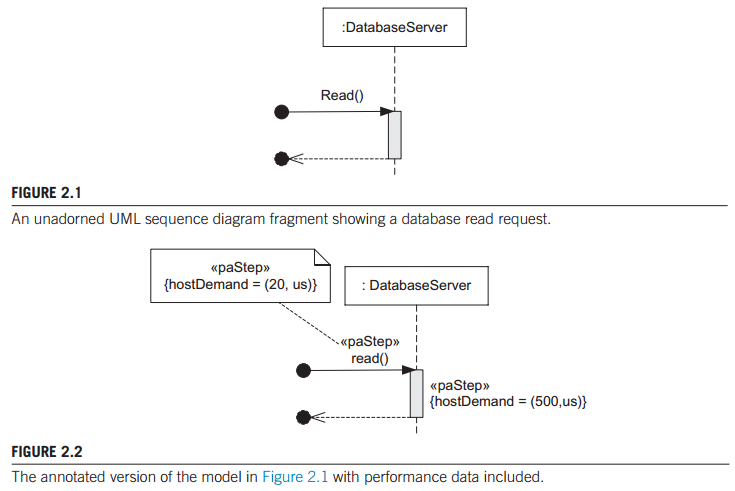 :DatabaseServer
Read()
FIGURE 2.1
An unadorned UML sequence diagram fragment showing a database read request.
«paStep»
{hostDemand = (20, us)}
: DatabaseServer
«paStep»
read()
«paStep»
{hostDemand = (500,us)}
FIGURE 2.2
The annotated version of the model in Figure 2.1 with performance data included.